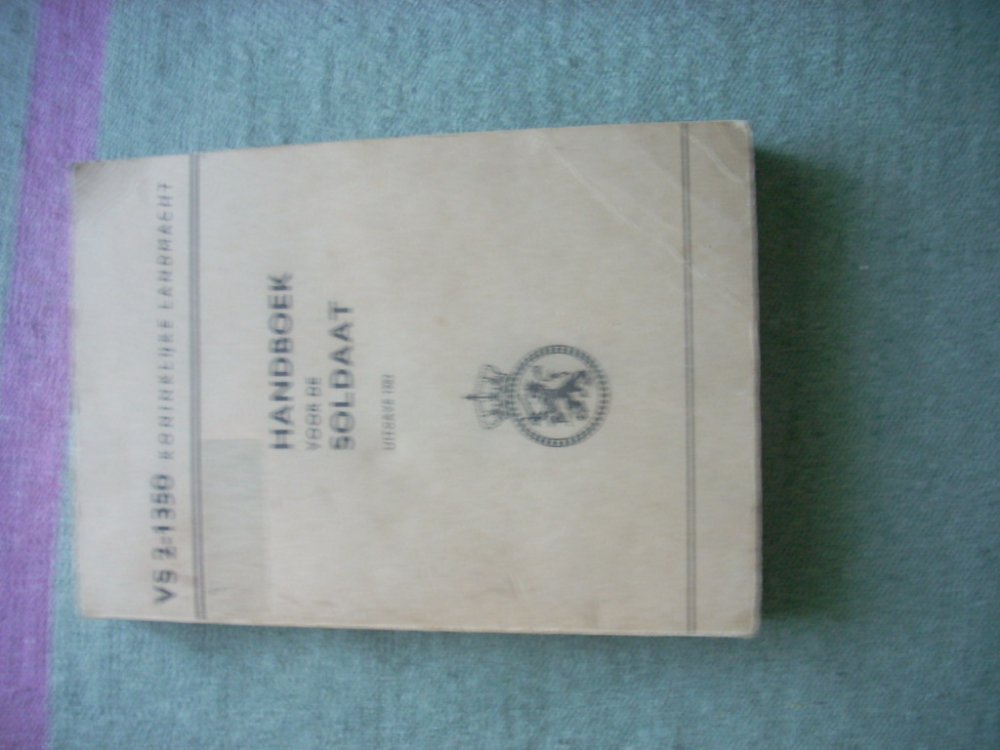 VS 2-1350 KONINKLIJKE LANDMACHT
HANDBOEK
VOOR DE
SOLDAAT
UITGAVE